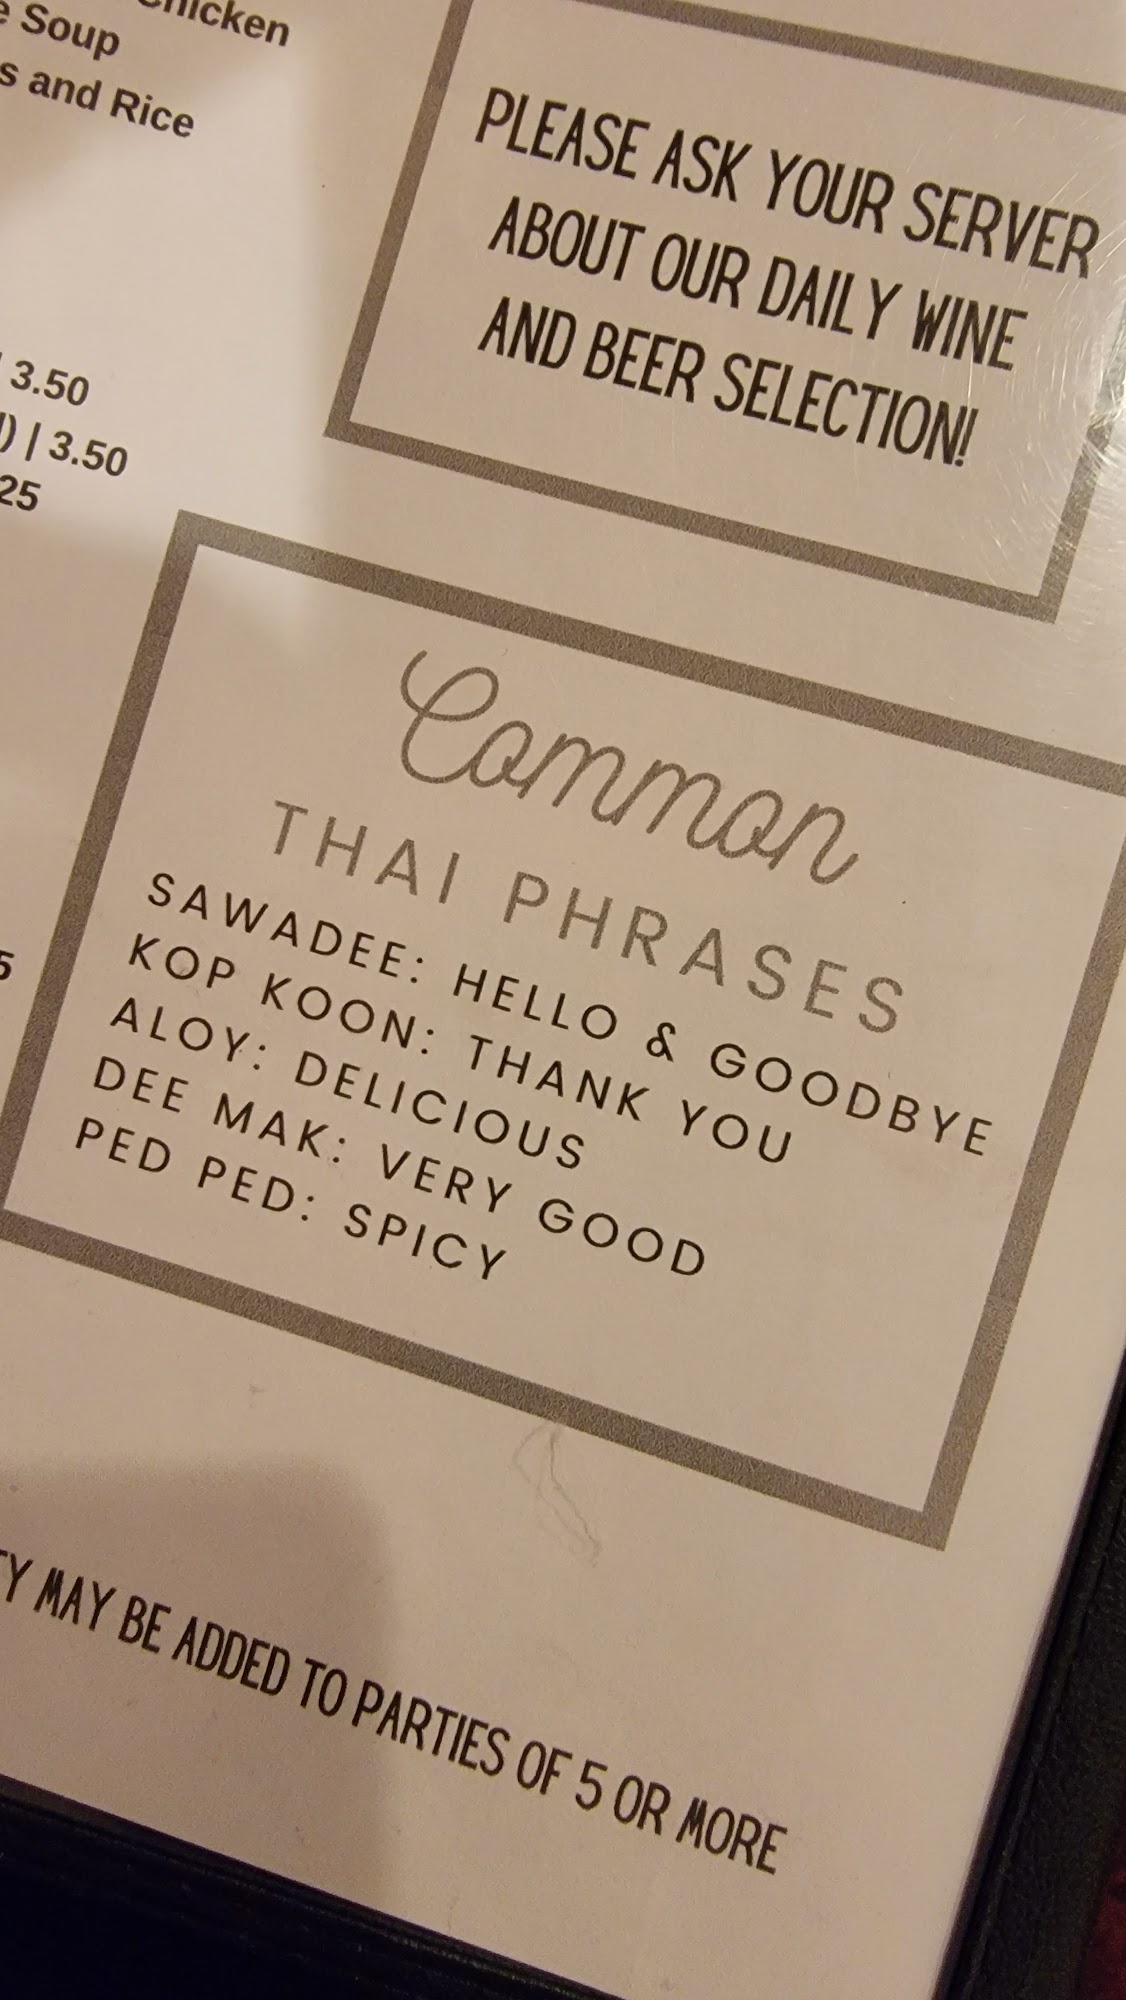 Soup
and Rice
3.50
| 3.50
25
PLEASE ASK YOUR SERVER
ABOUT OUR DAILY WINE
AND BEER SELECTION!
Common
THAI PHRASES
SAWADEE: HELLO & GOODBYE
KOP KOON: THANK YOU
ALOY: DELICIOUS
DEE MAK: VERY GOOD
PED PED: SPICY
5
MAY BE ADDED TO PARTIES OF 5 OR MORE